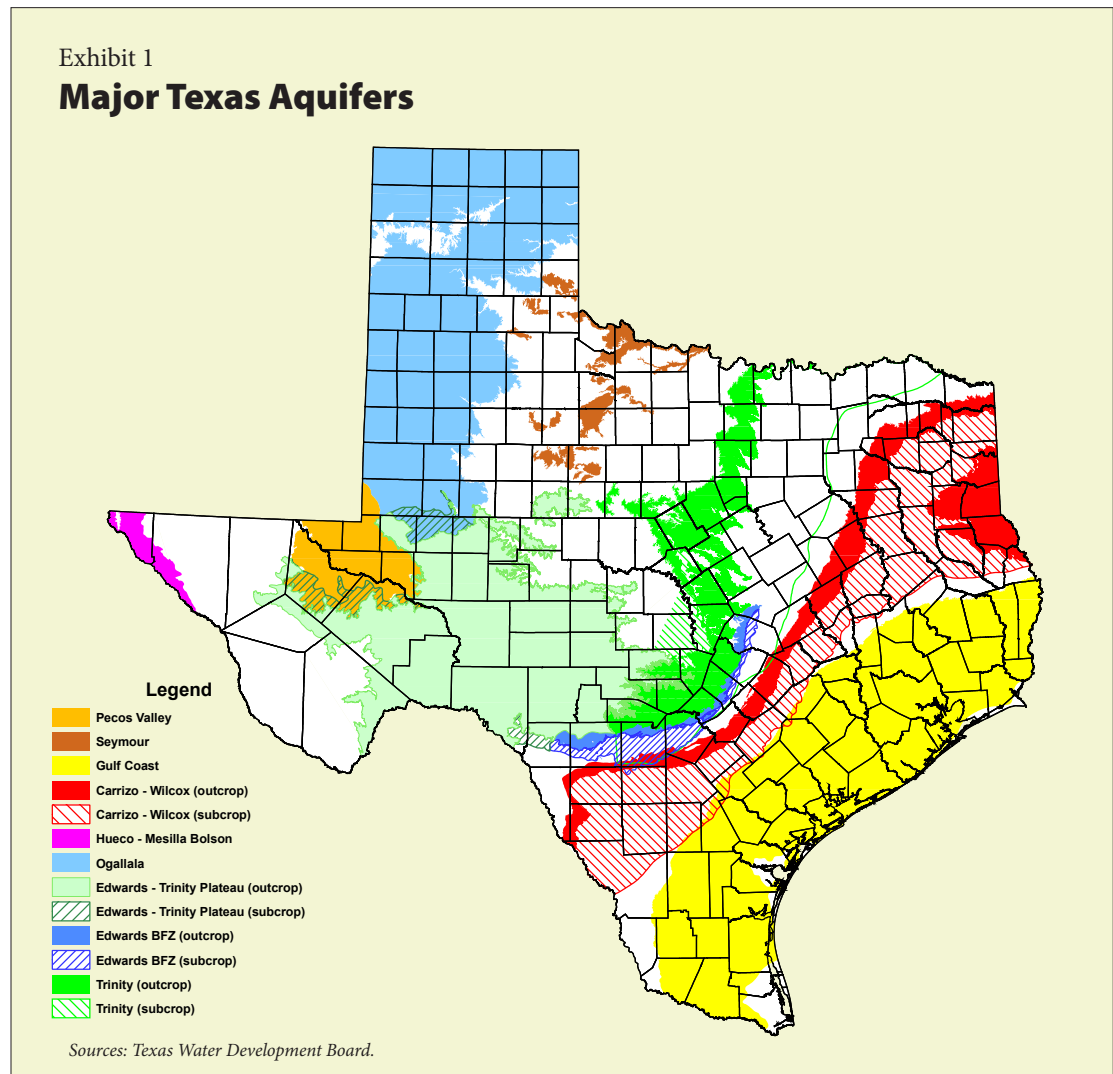 Exhibit 1
Major Texas Aquifers
Legend
Pecos Valley
Seymour
Gulf Coast
Carrizo - Wilcox (outcrop)
Carrizo - Wilcox (subcrop)
Hueco - Mesilla Bolson
Ogallala
Edwards - Trinity Plateau (outcrop)
Edwards - Trinity Plateau (subcrop)
Edwards BFZ (outcrop)
Edwards BFZ (subcrop)
Trinity (outcrop)
Trinity (subcrop)
Sources: Texas Water Development Board.